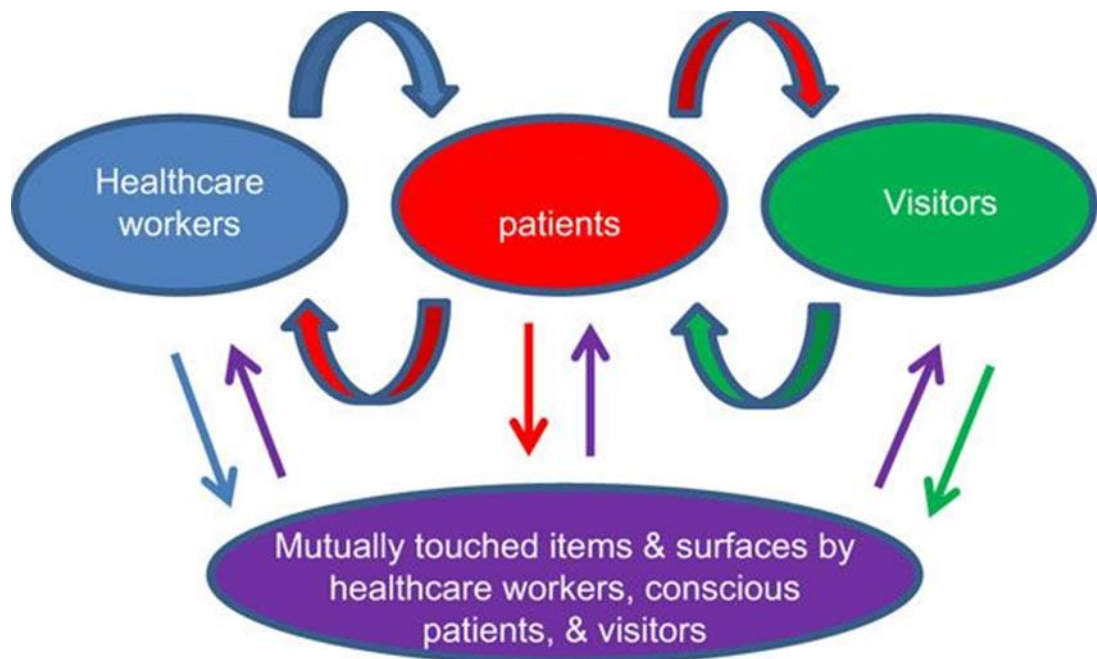 Healthcare
workers
patients
Visitors
Mutually touched items & surfaces by
healthcare workers, conscious
patients, & visitors